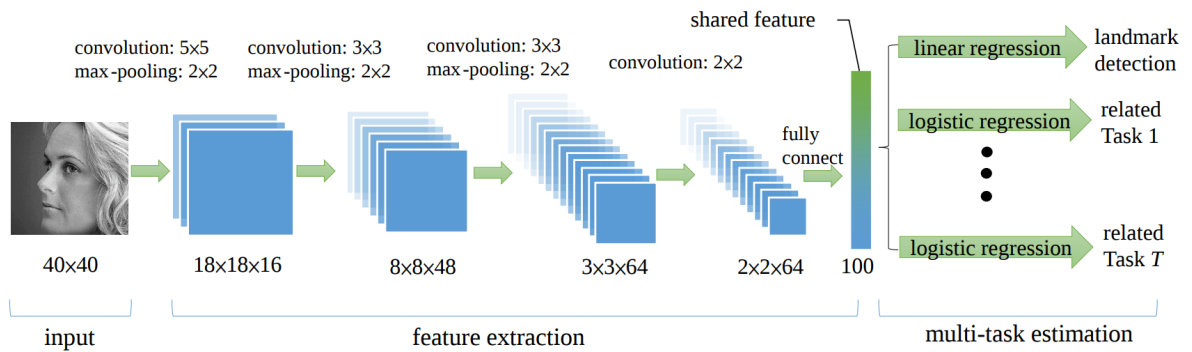 shared feature
convolution: 5×5
max-pooling: 2×2
convolution: 3×3
max-pooling: 2×2
convolution: 3×3
max-pooling: 2×2
convolution: 2×2
fully
connect
linear regression
landmark
detection
logistic regression
related
Task 1
logistic regression
related
Task T
40×40
18×18×16
8×8×48
3×3×64
2×2×64
100
input
feature extraction
multi-task estimation